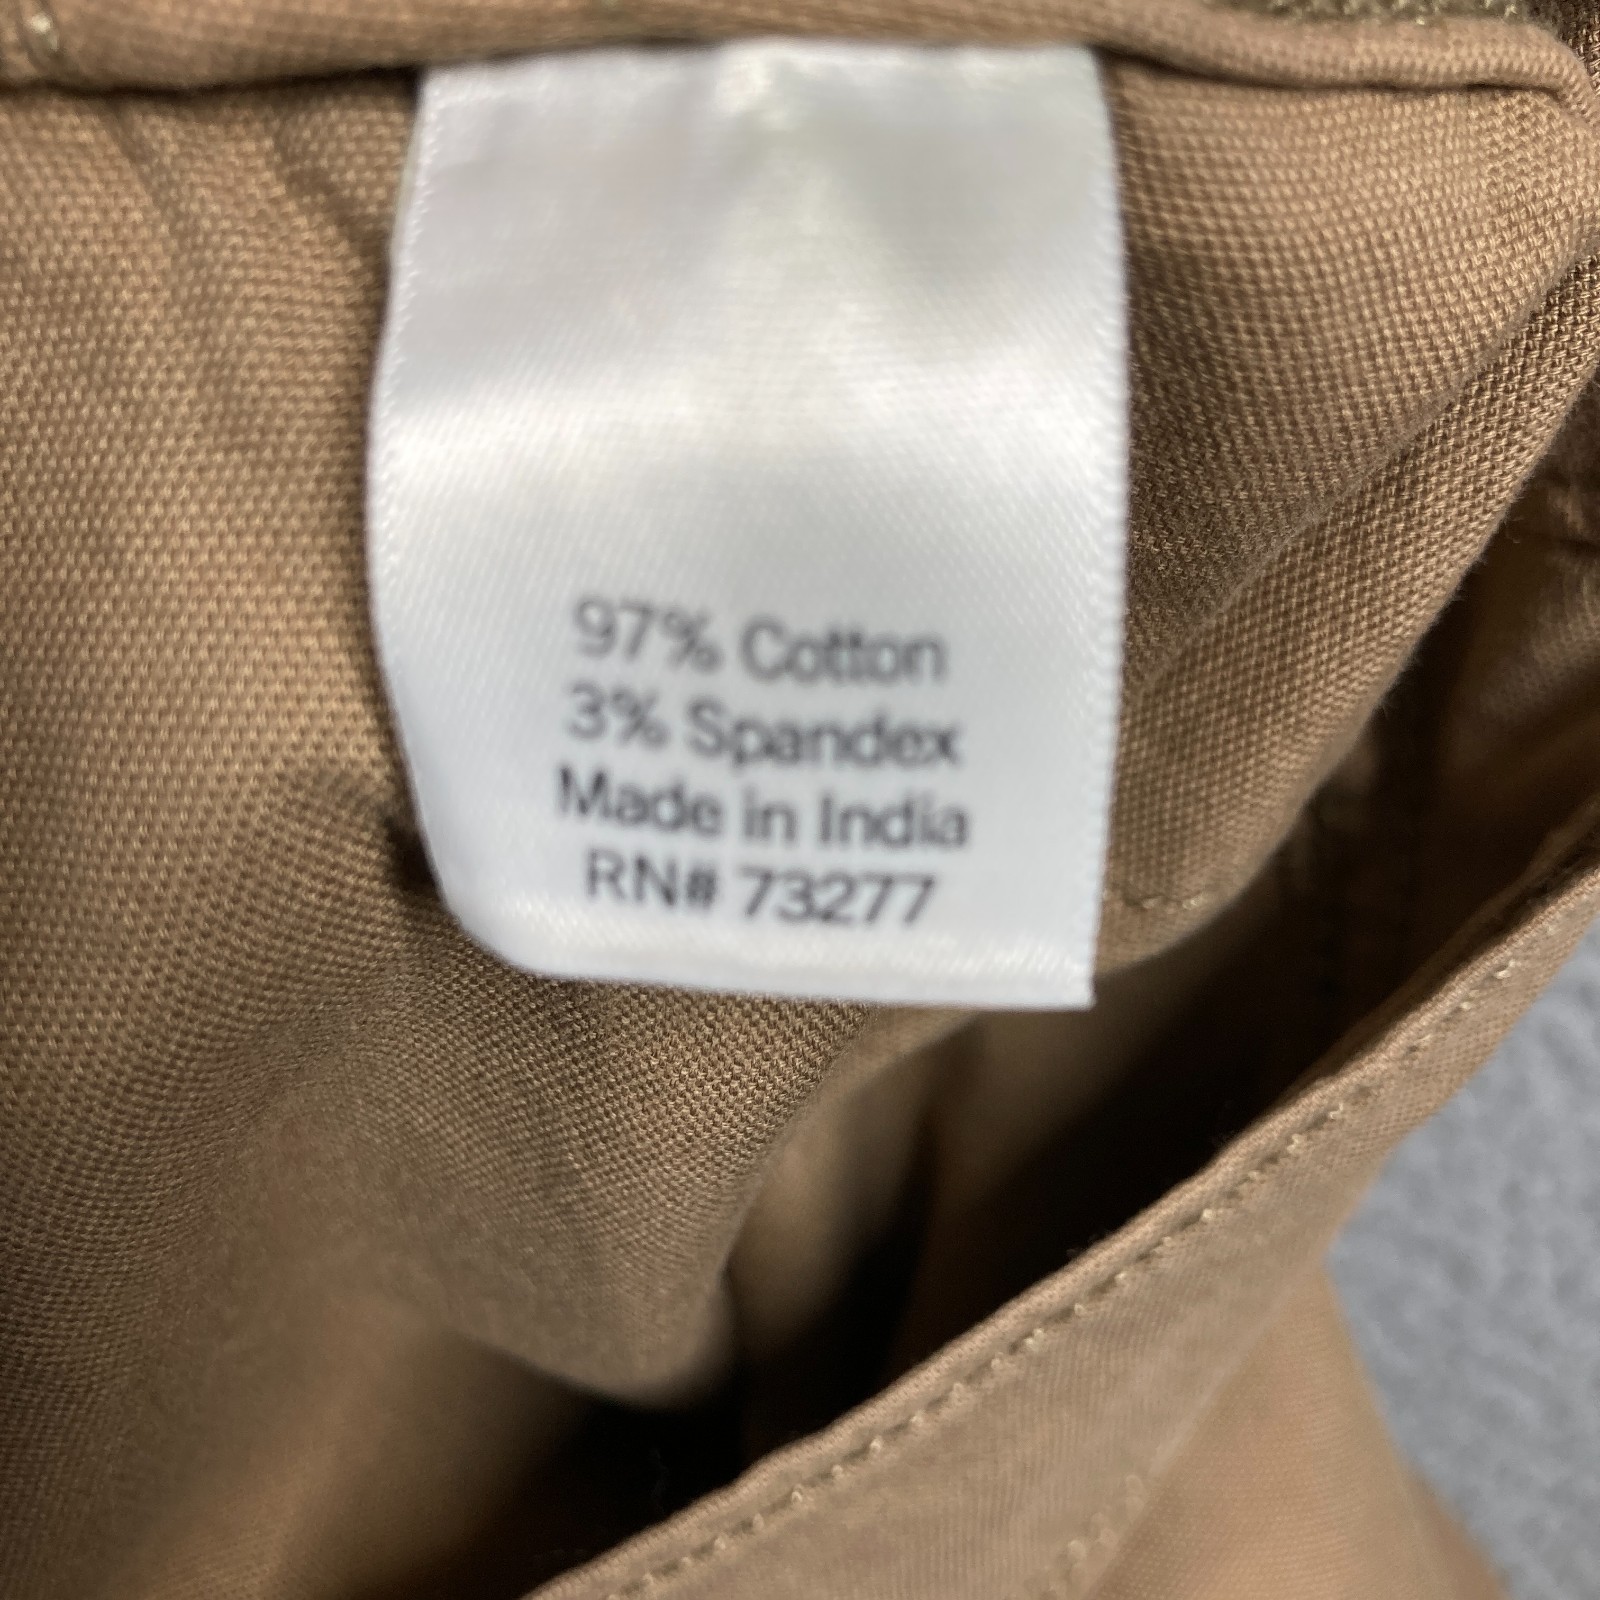 97% Cotton
3% Spandex
Made in India
RN# 73277